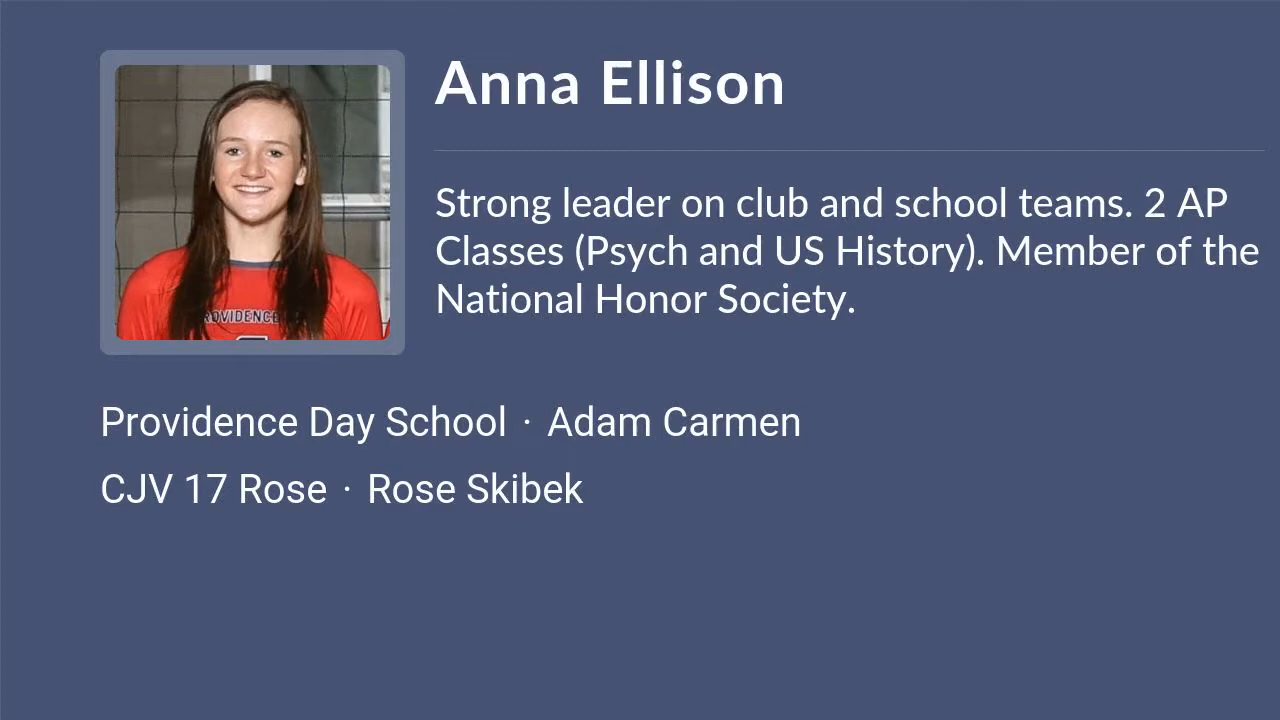 Anna Ellison
Strong leader on club and school teams. 2 AP
Classes (Psych and US History). Member of the
National Honor Society.
PROVIDENCE
Providence Day School · Adam Carmen
CJV 17 Rose · Rose Skibek